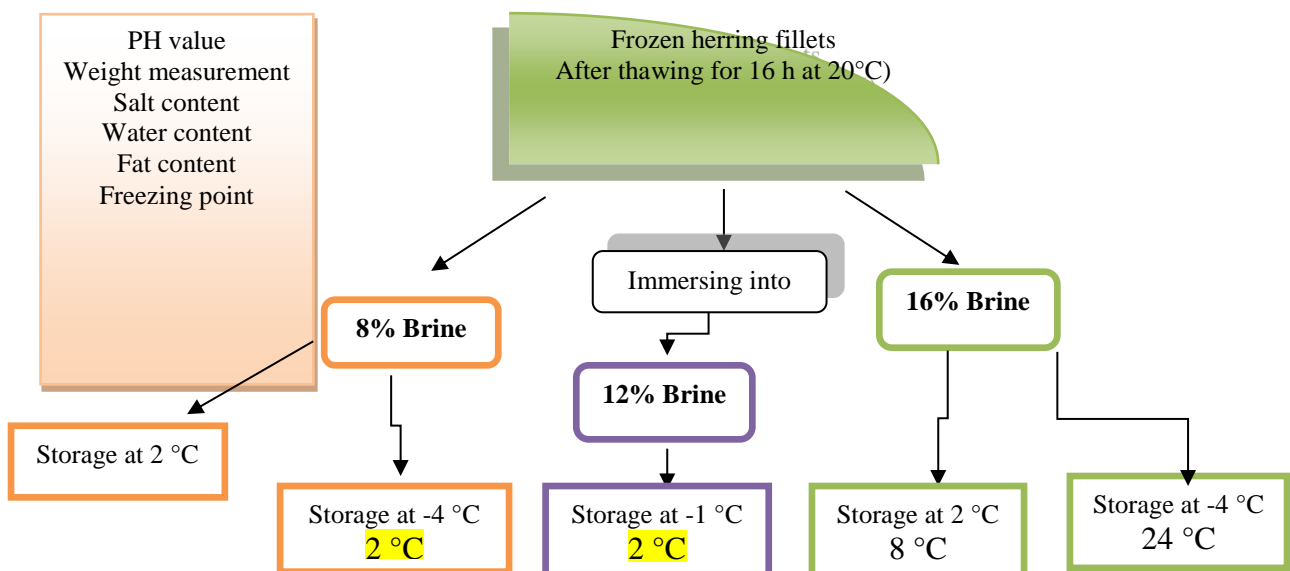 PH value
Weight measurement
Salt content
Water content
Fat content
Freezing point
Frozen herring fillets
After thawing for 16 h at 20°C)
Immersing into
8% Brine
12% Brine
16% Brine
Storage at 2 °C
Storage at -4 °C
2 °C
Storage at -1 °C
2 °C
Storage at 2 °C
8 °C
Storage at -4 °C
24 °C